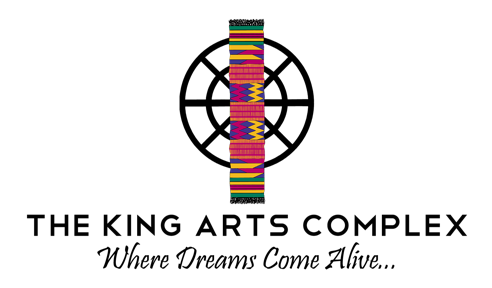 THE KING ARTS COMPLEX
Where Dreams Come Alive...